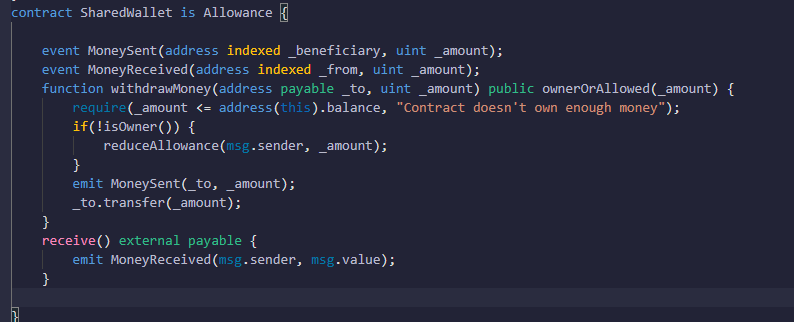 contract SharedWallet is Allowance {
event MoneySent(address indexed _beneficiary, uint _amount);
event MoneyReceived(address indexed _from, uint _amount);
function withdrawMoney(address payable _to, uint _amount) public ownerOrAllowed(_amount) {
require(_amount <= address(this).balance, "Contract doesn't own enough money");
if(!isOwner()) {
reduceAllowance(msg.sender, _amount);
}
emit MoneySent(_to, _amount);
_to.transfer(_amount);
}
receive() external payable {
emit MoneyReceived(msg.sender, msg.value);
}
}